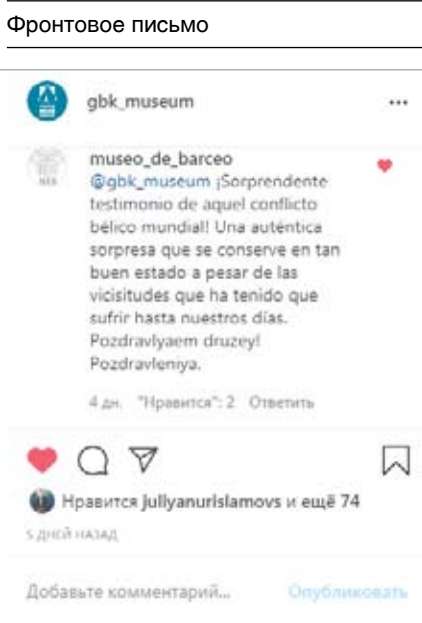 Фронтовое письмо
gbk_museum
museo_de_barceo
@gbk_museum ¡Sorprendente
testimonio de aquel conflicto
bélico mundial! Una auténtica
sorpresa que se conserve en tan
buen estado a pesar de las
vicisitudes que ha tenido que
sufrir hasta nuestros días.
Pozdravlyaem druzey!
Pozdravleniya.
4 дн. "Нравится": 2 Ответить
Нравится juliyanurislamovs и ещё 74
5 ДНЕЙ НАЗАД
Добавьте комментарий... Опубликовать